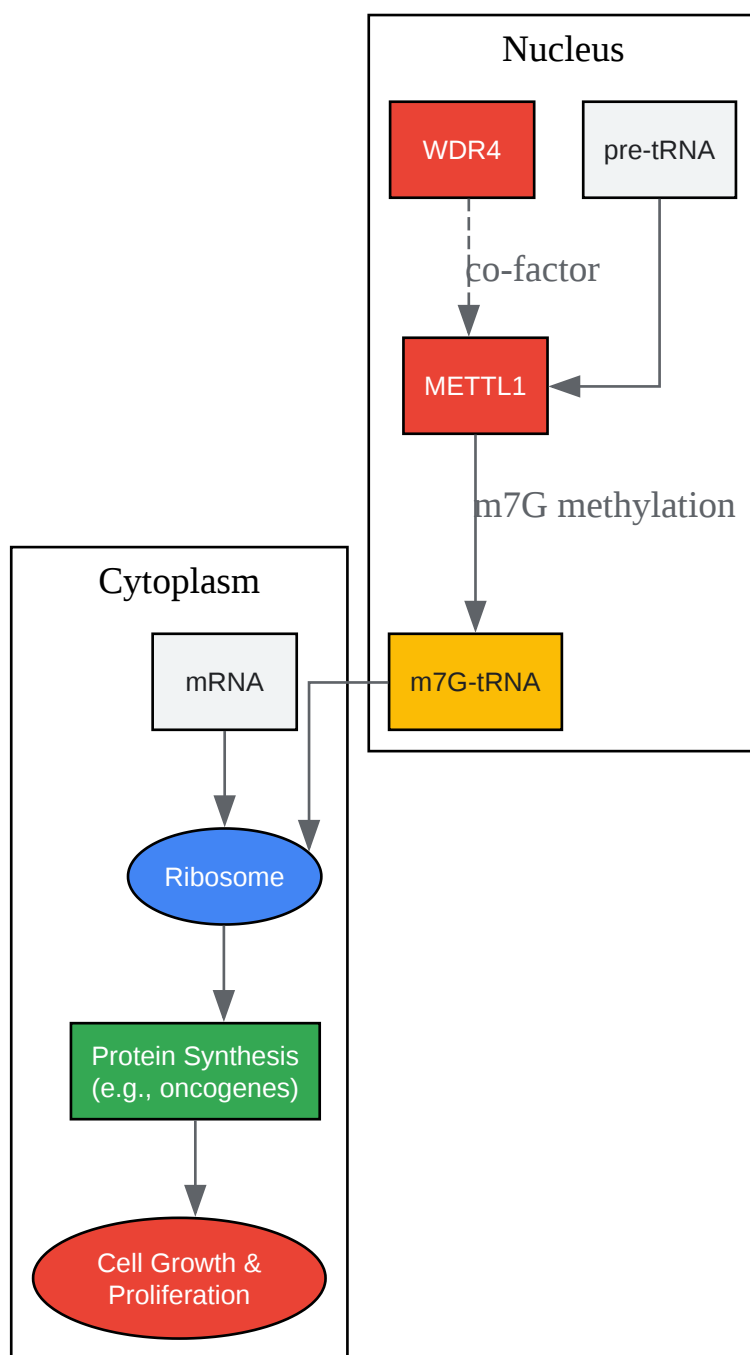 Nucleus
WDR4
pre-tRNA
co-factor
METTL1
m7G methylation
Cytoplasm
mRNA
m7G-tRNA
Ribosome
Protein Synthesis
(e.g., oncogenes)
Cell Growth &
Proliferation